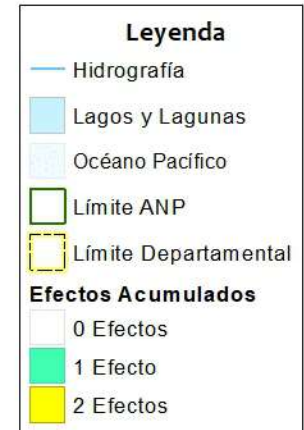 Leyenda
Hidrografía
Lagos y Lagunas
Océano Pacífico
Límite ANP
Límite Departamental
Efectos Acumulados
0 Efectos
1 Efecto
2 Efectos